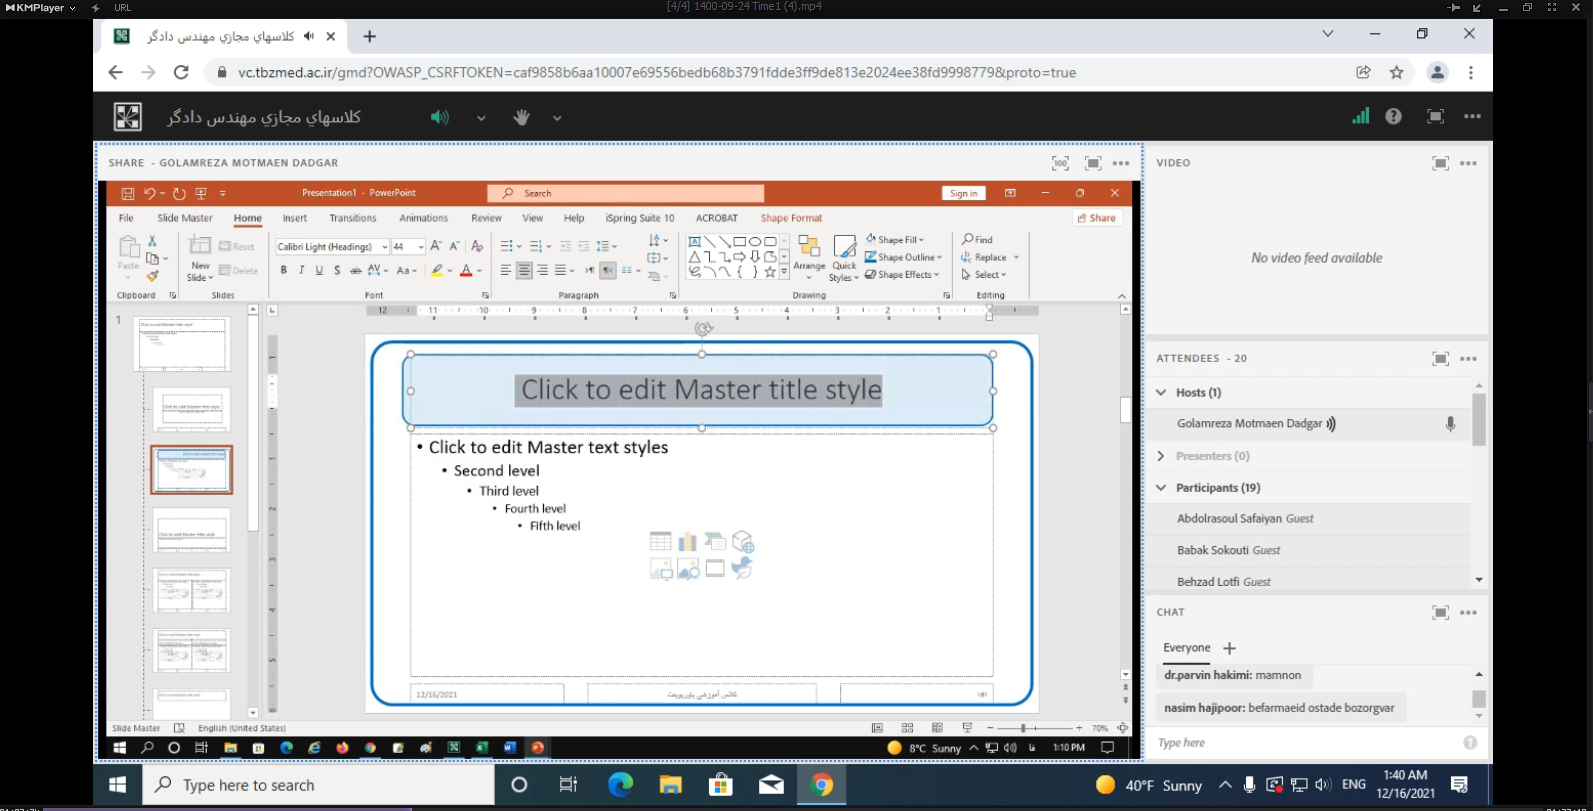 KMPlayer
URL
[4/4] 1400-09-24 Time1 (4).mp4
کلاسهاي مجازي مهندس دادگر
vc.tbzmed.ac.ir/gmd?OWASP_CSRFTOKEN=caf9858b6aa10007e69556bedb68b3791fdde3ff9de813e2024ee38fd9998779&proto=true
کلاسهاي مجازي مهندس دادگر
SHARE - GOLAMREZA MOTMAEN DADGAR
Presentation1 - PowerPoint
Search
Sign in
File Slide Master Home Insert Transitions Animations Review View Help iSpring Suite 10 ACROBAT Shape Format
Share
Paste
New Slide
Reset
Delete
Calibri Light (Headings) 44
Arrange
Quick Styles
Shape Fill
Shape Outline
Shape Effects
Find
Replace
Select
Clipboard Slides Font Paragraph Drawing Editing
1
Click to edit Master title style
• Click to edit Master text styles
• Second level
• Third level
• Fourth level
• Fifth level
12/16/2021
کلاس آموزشی پاورپوینت
Slide Master
English (United States)
70%
8°C Sunny
1:10 PM
VIDEO
No video feed available
ATTENDEES - 20
Hosts (1)
Golamreza Motmaen Dadgar
Presenters (0)
Participants (19)
Abdolrasoul Safaiyan Guest
Babak Sokouti Guest
Behzad Lotfi Guest
CHAT
Everyone
dr.parvin hakimi: mamnon
nasim hajipoor: befarmaeid ostade bozorgvar
Type here
Type here to search
40°F Sunny
ENG
1:40 AM
12/16/2021